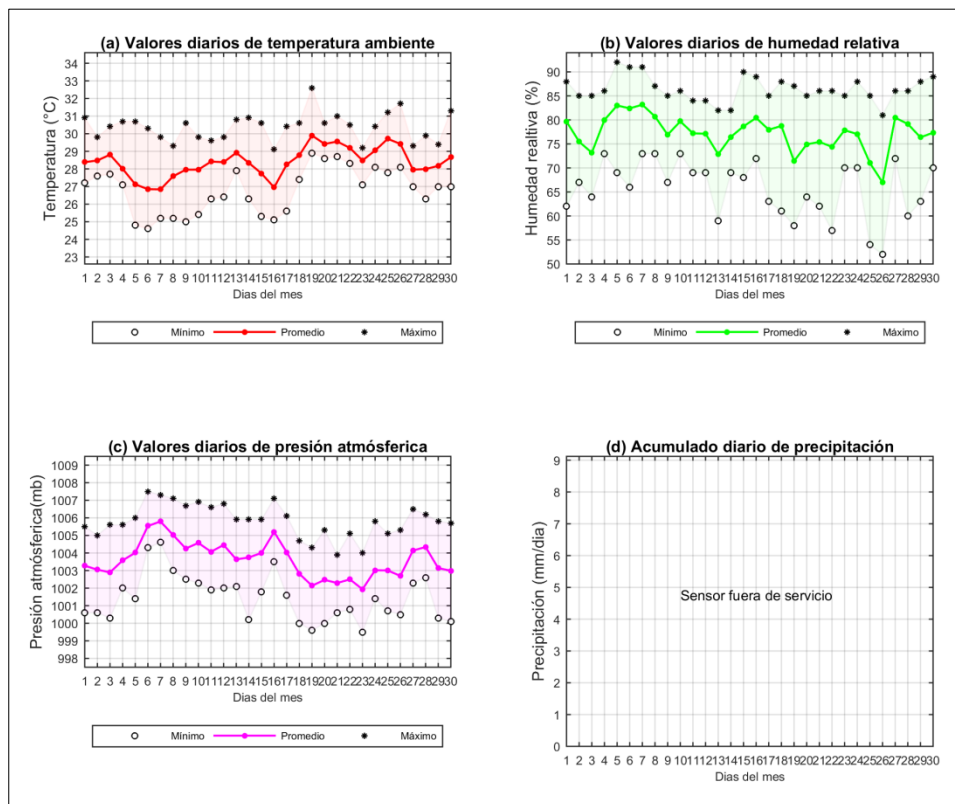 (a) Valores diarios de temperatura ambiente
34
33
32
31
30
29
28
27
26
25
24
23
Temperatura (°C)
1 2 3 4 5 6 7 8 9 10 11 12 13 14 15 16 17 18 19 20 21 22 23 24 25 26 27 28 29 30
Dias del mes
Mínimo Promedio Máximo
(b) Valores diarios de humedad relativa
90
85
80
75
70
65
60
55
50
Humedad realtiva (%)
1 2 3 4 5 6 7 8 9 10 11 12 13 14 15 16 17 18 19 20 21 22 23 24 25 26 27 28 29 30
Dias del mes
Mínimo Promedio Máximo
(c) Valores diarios de presión atmósferica
1009
1008
1007
1006
1005
1004
1003
1002
1001
1000
999
998
Presión atmósferica(mb)
1 2 3 4 5 6 7 8 9 10 11 12 13 14 15 16 17 18 19 20 21 22 23 24 25 26 27 28 29 30
Dias del mes
Mínimo Promedio Máximo
(d) Acumulado diario de precipitación
9
8
7
6
5
4
3
2
1
0
Precipitación (mm/dia)
Sensor fuera de servicio
1 2 3 4 5 6 7 8 9 10 11 12 13 14 15 16 17 18 19 20 21 22 23 24 25 26 27 28 29 30
Dias del mes